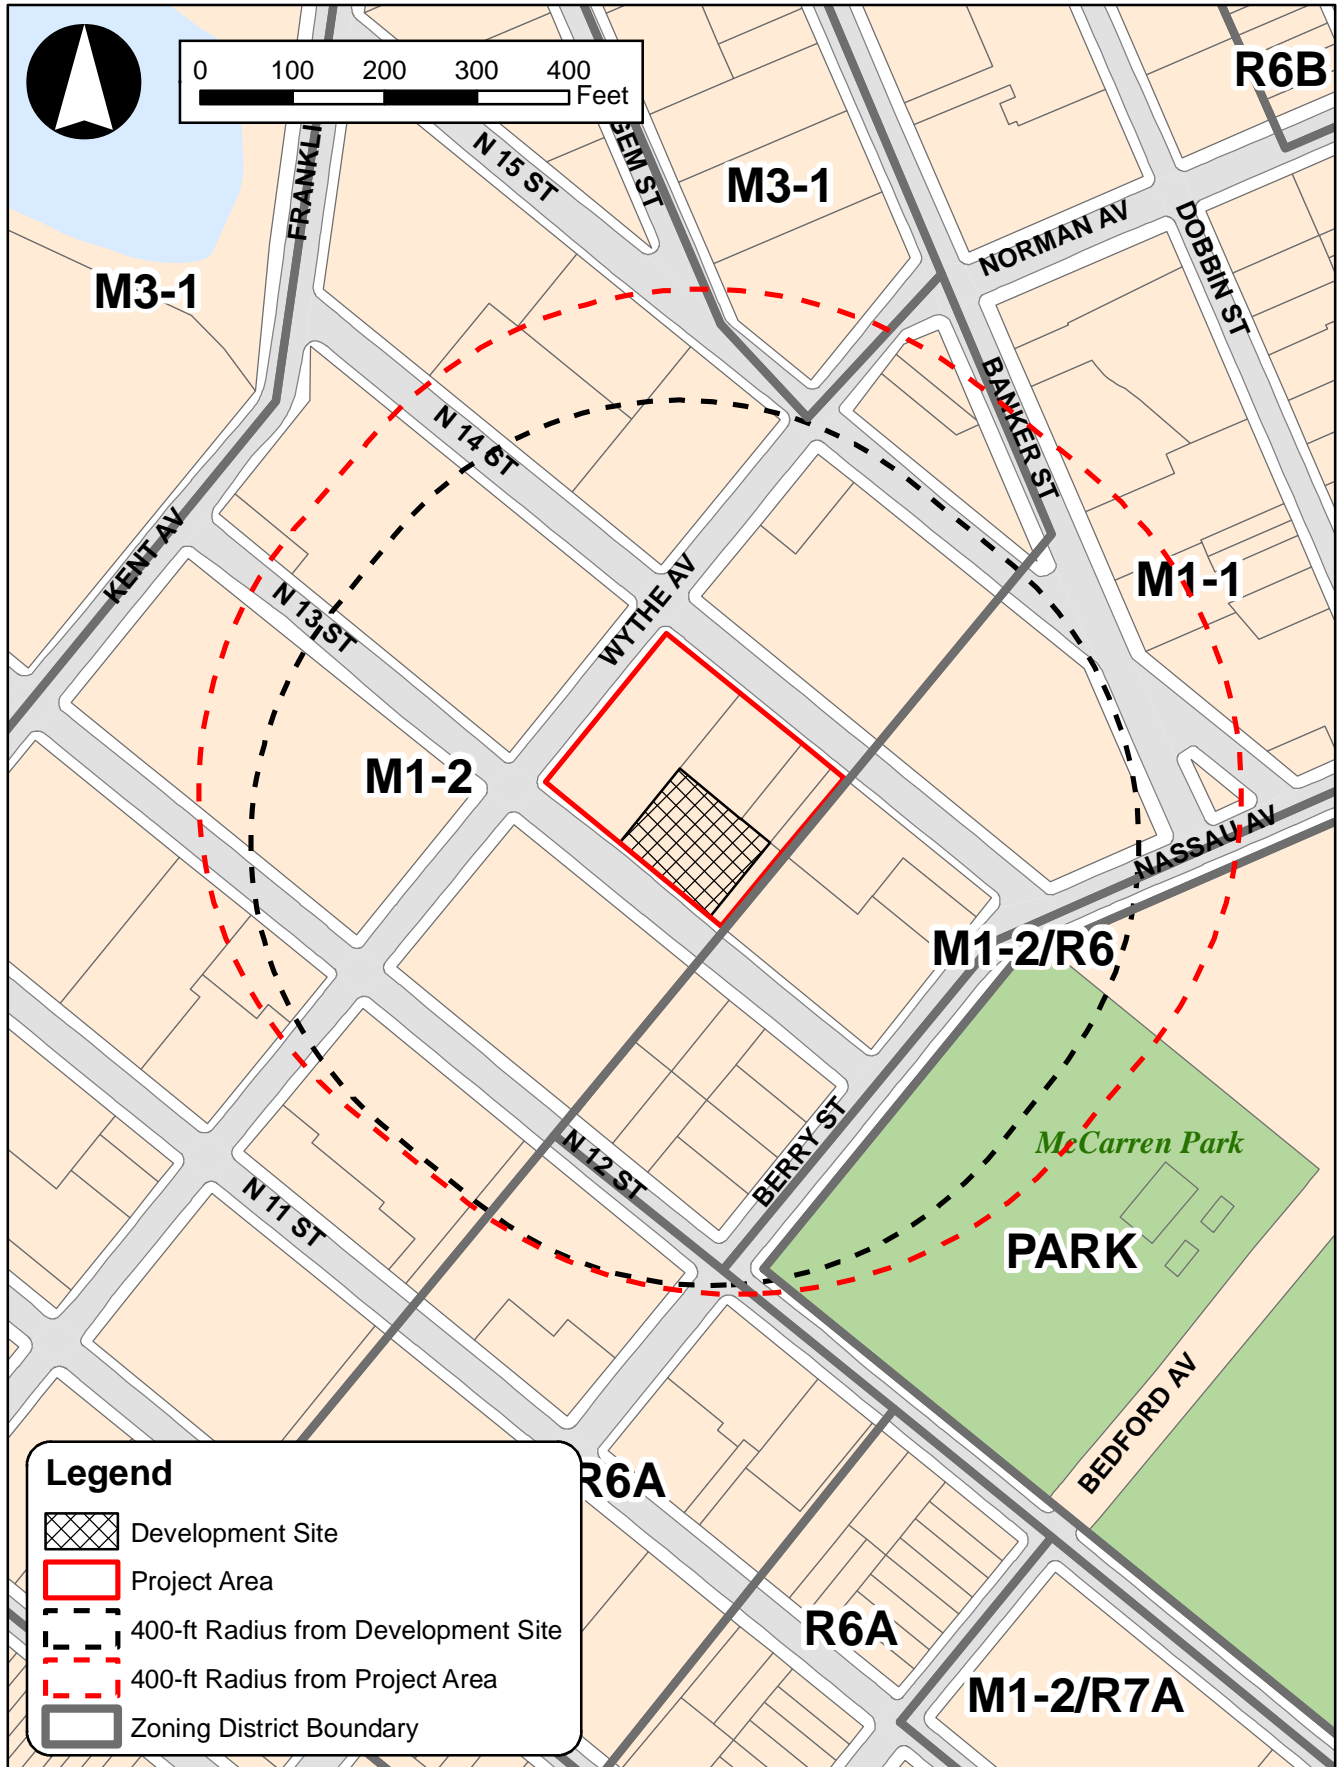 0 100 200 300 400
Feet
R6B
FRANKLI
N 15 ST
GEM ST
M3-1
NORMAN AV
DOBBIN ST
M3-1
BANKER ST
N 14 ST
KENT AV
N 13 ST
WYTHE AV
M1-1
M1-2
NASSAU AV
M1-2/R6
McCarren Park
BERRY ST
N 12 ST
N 11 ST
PARK
BEDFORD AV
R6A
R6A
M1-2/R7A
Legend
Development Site
Project Area
400-ft Radius from Development Site
400-ft Radius from Project Area
Zoning District Boundary